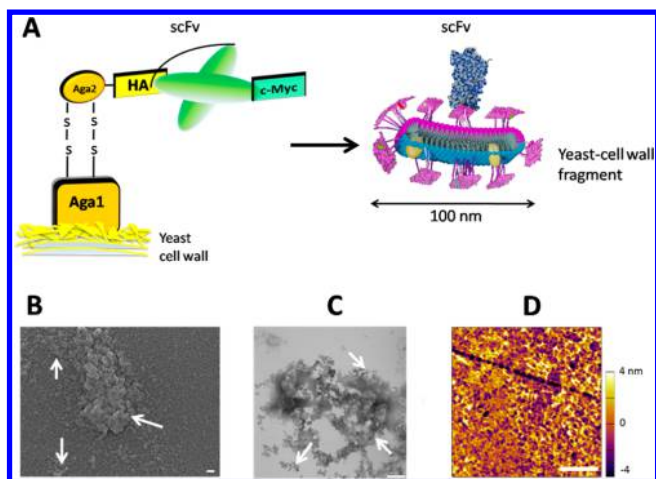 A
scFv
Aga2
HA
c-Myc
S
S
S
S
Aga1
Yeast
cell wall
scFv
Yeast-cell wall
fragment
100 nm
B
C
D
4 nm
0
-4